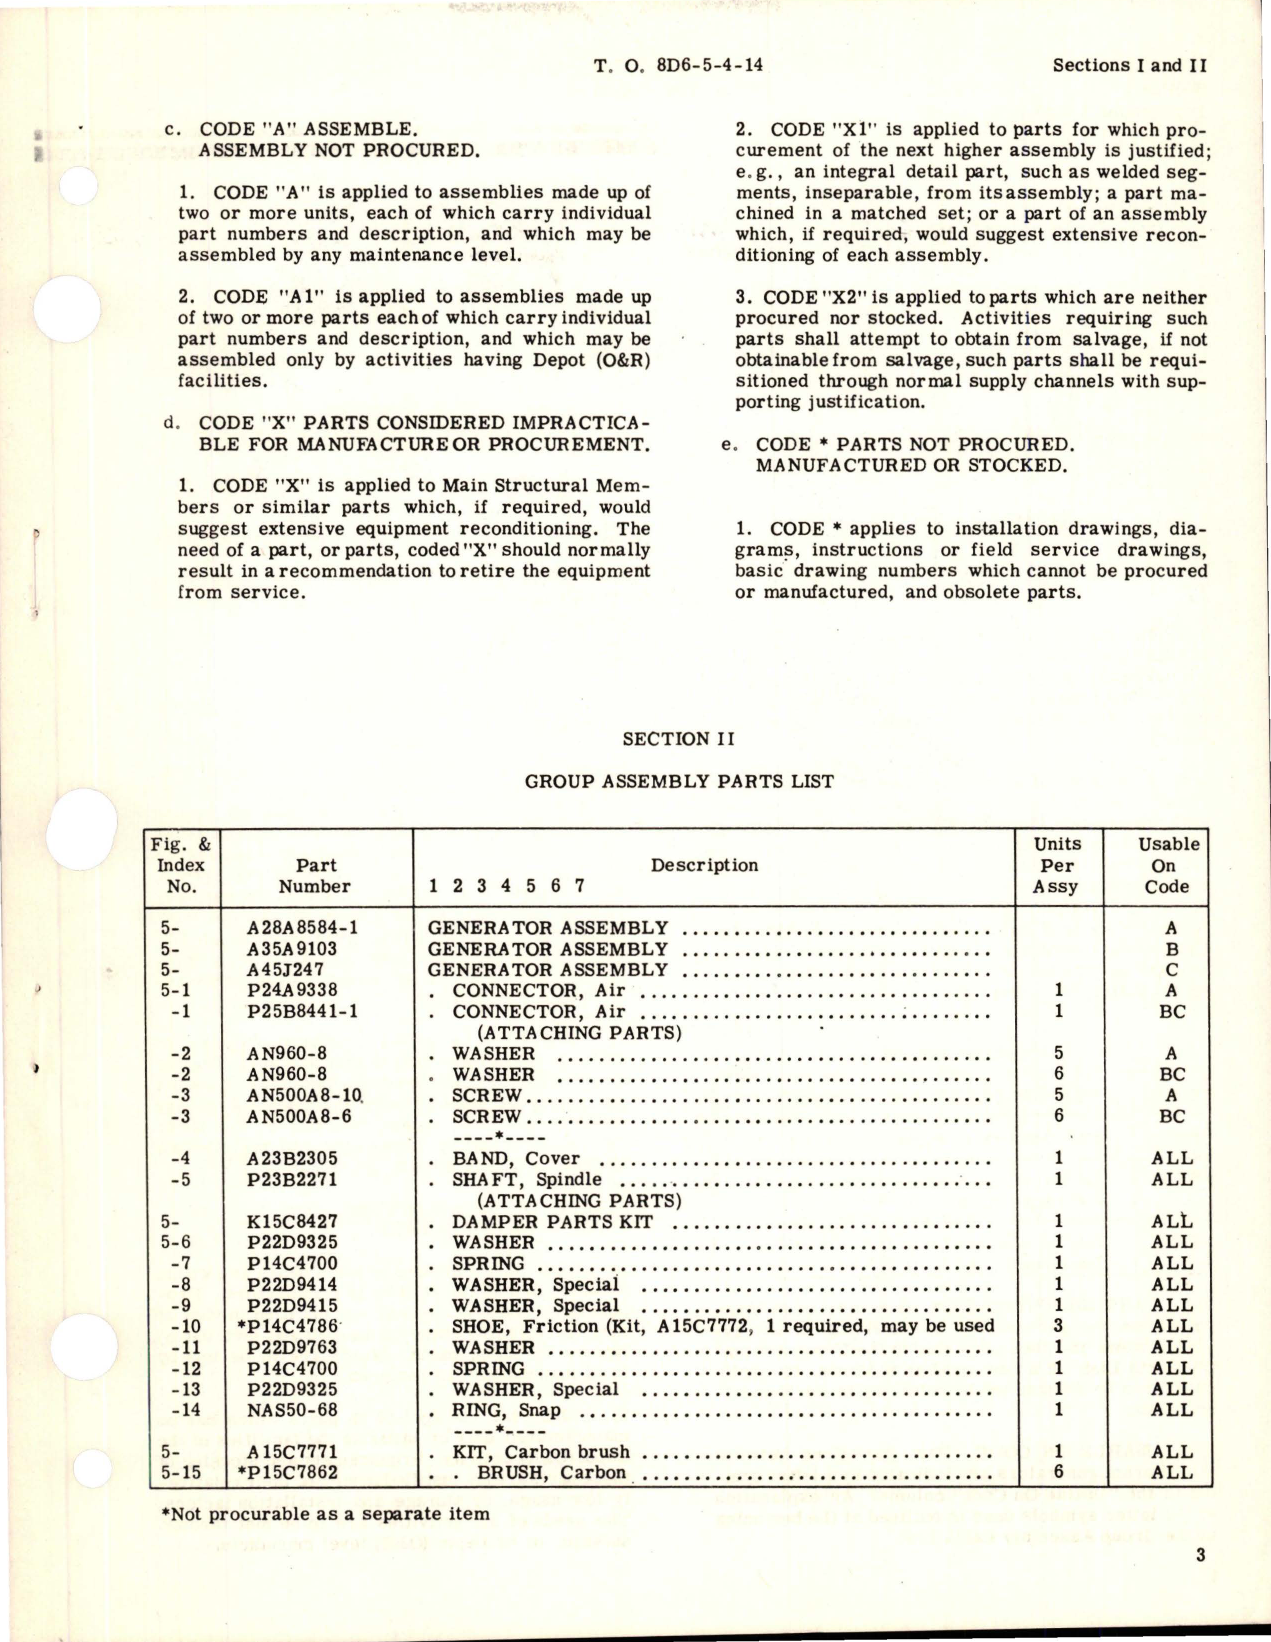 T. O. 8D6-5-4-14
Sections I and II
c. CODE "A" ASSEMBLE.
ASSEMBLY NOT PROCURED.
1. CODE "A" is applied to assemblies made up of
two or more units, each of which carry individual
part numbers and description, and which may be
assembled by any maintenance level.
2. CODE "A1" is applied to assemblies made up
of two or more parts each of which carry individual
part numbers and description, and which may be
assembled only by activities having Depot (O&R)
facilities.
d. CODE "X" PARTS CONSIDERED IMPRACTICA-
BLE FOR MANUFACTURE OR PROCUREMENT.
1. CODE "X" is applied to Main Structural Mem-
bers or similar parts which, if required, would
suggest extensive equipment reconditioning. The
need of a part, or parts, coded "X" should normally
result in a recommendation to retire the equipment
from service.
2. CODE "X1" is applied to parts for which pro-
curement of the next higher assembly is justified;
e.g., an integral detail part, such as welded seg-
ments, inseparable, from its assembly; a part ma-
chined in a matched set; or a part of an assembly
which, if required, would suggest extensive recon-
ditioning of each assembly.
3. CODE "X2" is applied to parts which are neither
procured nor stocked. Activities requiring such
parts shall attempt to obtain from salvage, if not
obtainable from salvage, such parts shall be requi-
sitioned through normal supply channels with sup-
porting justification.
e. CODE * PARTS NOT PROCURED.
MANUFACTURED OR STOCKED.
1. CODE * applies to installation drawings, dia-
grams, instructions or field service drawings,
basic drawing numbers which cannot be procured
or manufactured, and obsolete parts.
SECTION II
GROUP ASSEMBLY PARTS LIST
Fig. & Index No. Part Number Description 1 2 3 4 5 6 7 Units Per Assy Usable On Code
5- A28A8584-1 GENERATOR ASSEMBLY .............................. A
5- A35A9103 GENERATOR ASSEMBLY .............................. B
5- A45J247 GENERATOR ASSEMBLY .............................. C
5-1 P24A9338 . CONNECTOR, Air .................................. 1 A
-1 P25B8441-1 . CONNECTOR, Air .................................. 1 BC
(ATTACHING PARTS)
-2 AN960-8 . WASHER .......................................... 5 A
-2 AN960-8 . WASHER .......................................... 6 BC
-3 AN500A8-10 . SCREW............................................. 5 A
-3 AN500A8-6 . SCREW............................................. 6 BC
----*----
-4 A23B2305 . BAND, Cover ...................................... 1 ALL
-5 P23B2271 . SHAFT, Spindle .................................... 1 ALL
(ATTACHING PARTS)
5- K15C8427 . DAMPER PARTS KIT ............................... 1 ALL
5-6 P22D9325 . WASHER ........................................... 1 ALL
-7 P14C4700 . SPRING ............................................ 1 ALL
-8 P22D9414 . WASHER, Special .................................. 1 ALL
-9 P22D9415 . WASHER, Special .................................. 1 ALL
-10 *P14C4786 . SHOE, Friction (Kit, A15C7772, 1 required, may be used 3 ALL
-11 P22D9763 . WASHER ........................................... 1 ALL
-12 P14C4700 . SPRING ............................................ 1 ALL
-13 P22D9325 . WASHER, Special .................................. 1 ALL
-14 NAS50-68 . RING, Snap ........................................ 1 ALL
----*----
5- A15C7771 . KIT, Carbon brush .................................. 1 ALL
5-15 *P15C7862 . . BRUSH, Carbon .................................. 6 ALL
*Not procurable as a separate item
3